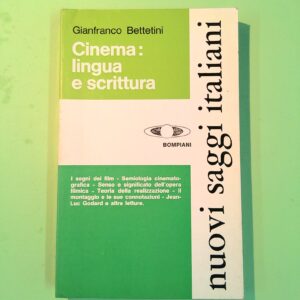 Gianfranco Bettetini
Cinema:
lingua
e scrittura
BOMPIANI
I segni dei film - Semiologia cinemato-
grafica - Senso e significato dell'opera
filmica - Teoria della realizzazione - Il
montaggio e le sue connotazioni - Jean-
Luc Godard e altre letture.
nuovi saggi italiani